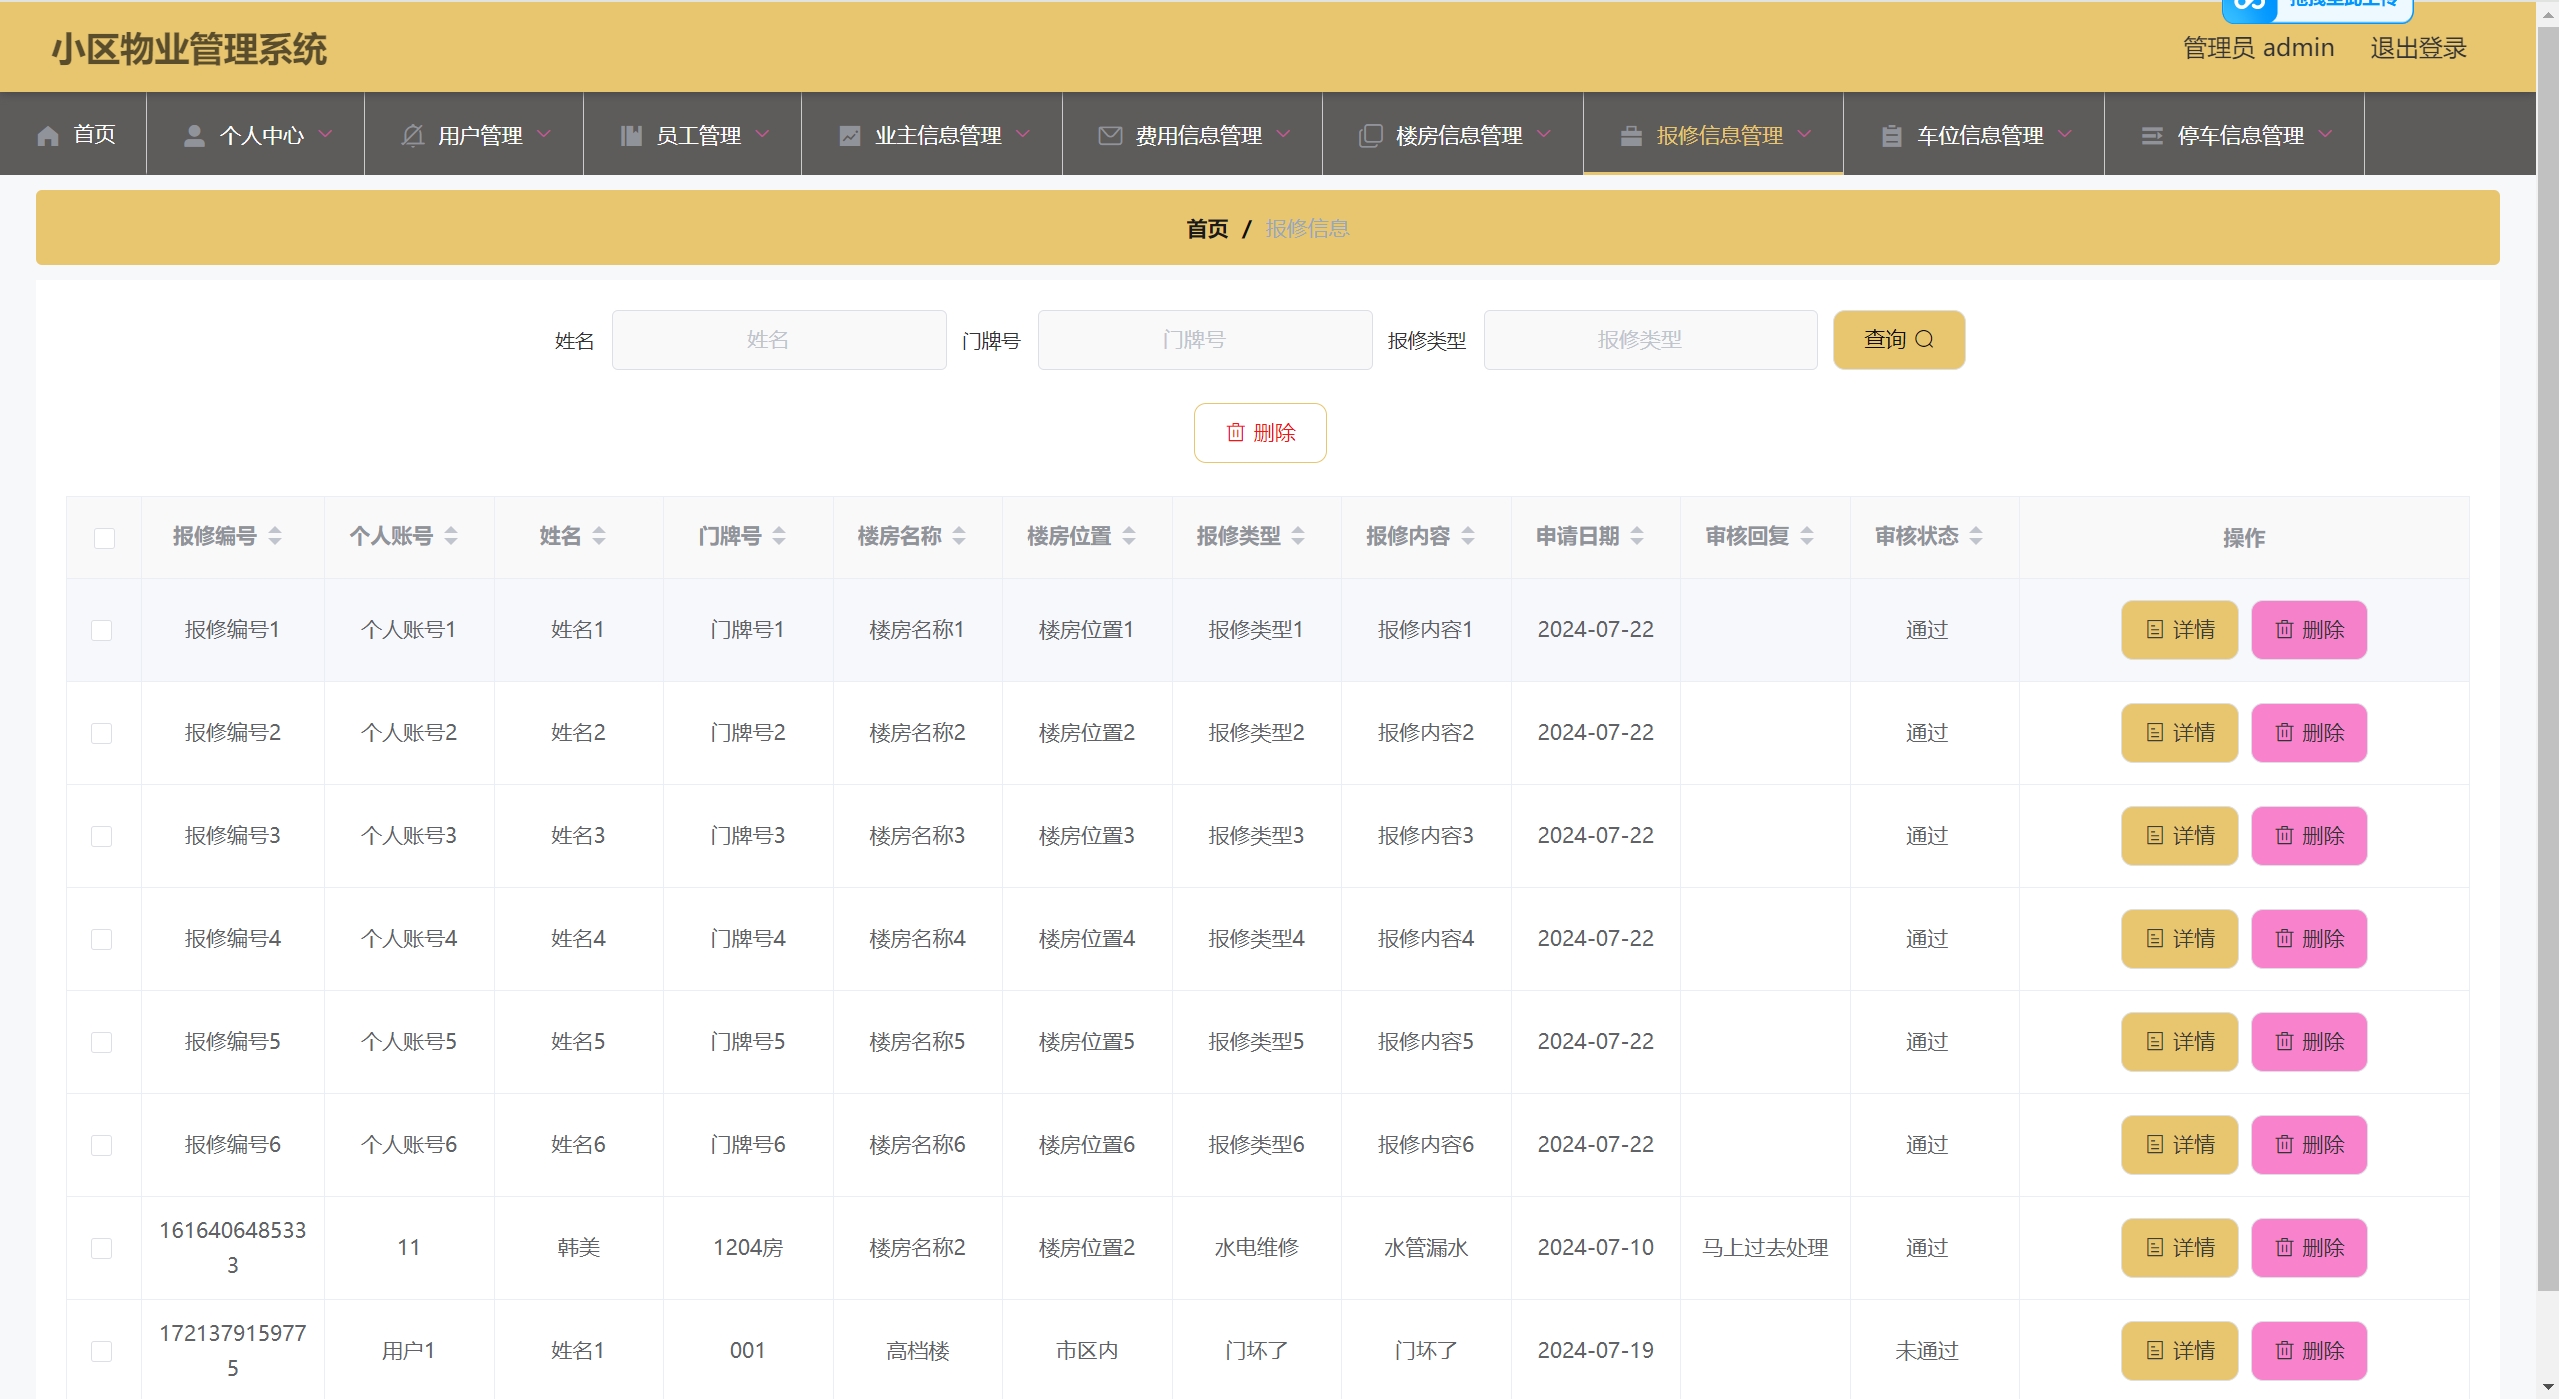 拖拽至此上传
小区物业管理系统
管理员 admin 退出登录
首页 个人中心 用户管理 员工管理 业主信息管理 费用信息管理 楼房信息管理 报修信息管理 车位信息管理 停车信息管理
首页 / 报修信息
姓名 姓名 门牌号 门牌号 报修类型 报修类型 查询
删除
报修编号 个人账号 姓名 门牌号 楼房名称 楼房位置 报修类型 报修内容 申请日期 审核回复 审核状态 操作
报修编号1 个人账号1 姓名1 门牌号1 楼房名称1 楼房位置1 报修类型1 报修内容1 2024-07-22 通过 详情 删除
报修编号2 个人账号2 姓名2 门牌号2 楼房名称2 楼房位置2 报修类型2 报修内容2 2024-07-22 通过 详情 删除
报修编号3 个人账号3 姓名3 门牌号3 楼房名称3 楼房位置3 报修类型3 报修内容3 2024-07-22 通过 详情 删除
报修编号4 个人账号4 姓名4 门牌号4 楼房名称4 楼房位置4 报修类型4 报修内容4 2024-07-22 通过 详情 删除
报修编号5 个人账号5 姓名5 门牌号5 楼房名称5 楼房位置5 报修类型5 报修内容5 2024-07-22 通过 详情 删除
报修编号6 个人账号6 姓名6 门牌号6 楼房名称6 楼房位置6 报修类型6 报修内容6 2024-07-22 通过 详情 删除
161640648533
3 11 韩美 1204房 楼房名称2 楼房位置2 水电维修 水管漏水 2024-07-10 马上过去处理 通过 详情 删除
172137915977
5 用户1 姓名1 001 高档楼 市区内 门坏了 门坏了 2024-07-19 未通过 详情 删除